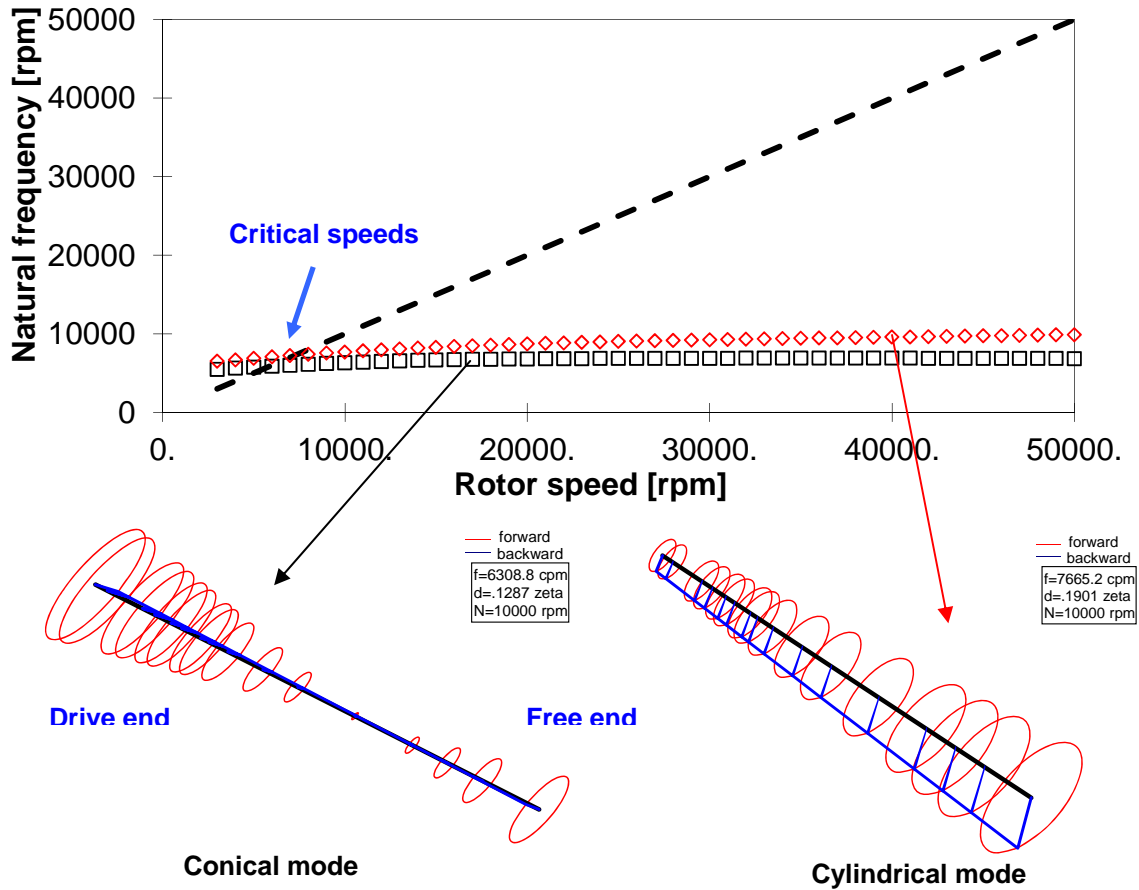 Natural frequency [rpm]
50000
40000
30000
20000
10000
0
Critical speeds
0. 10000. 20000. 30000. 40000. 50000.
Rotor speed [rpm]
forward
backward
f=6308.8 cpm
d=.1287 zeta
N=10000 rpm
forward
backward
f=7665.2 cpm
d=.1901 zeta
N=10000 rpm
Drive end
Free end
Conical mode
Cylindrical mode